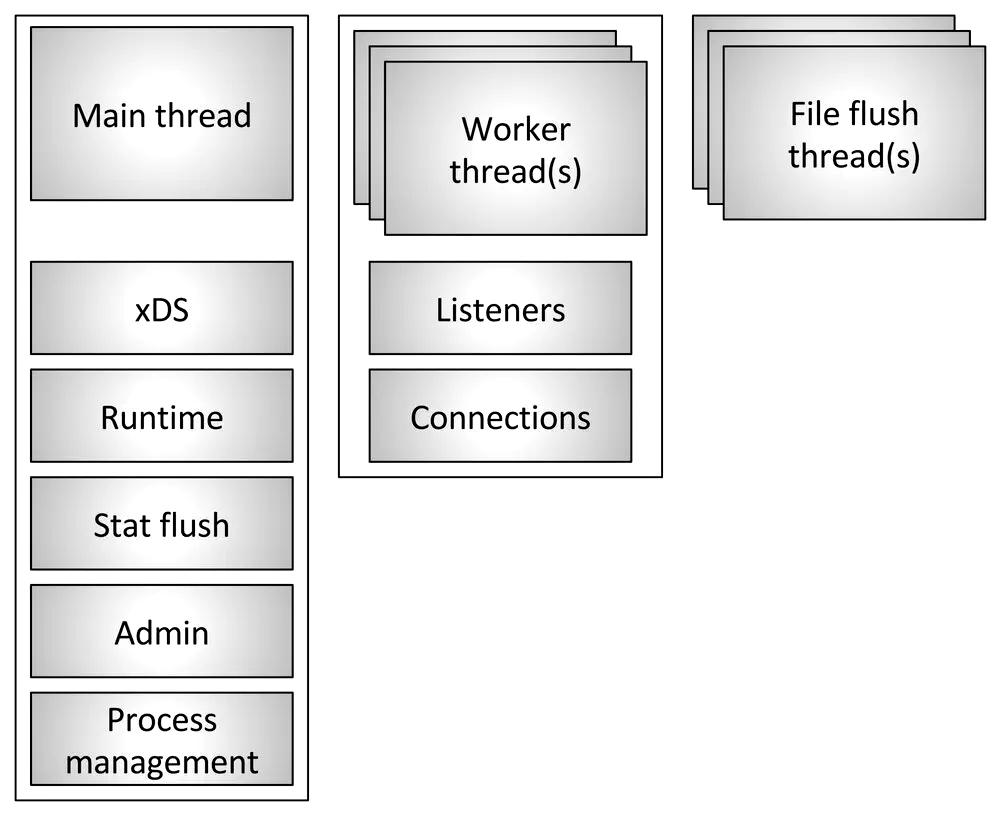 Main thread
xDS
Runtime
Stat flush
Admin
Process
management
Worker
thread(s)
Listeners
Connections
File flush
thread(s)